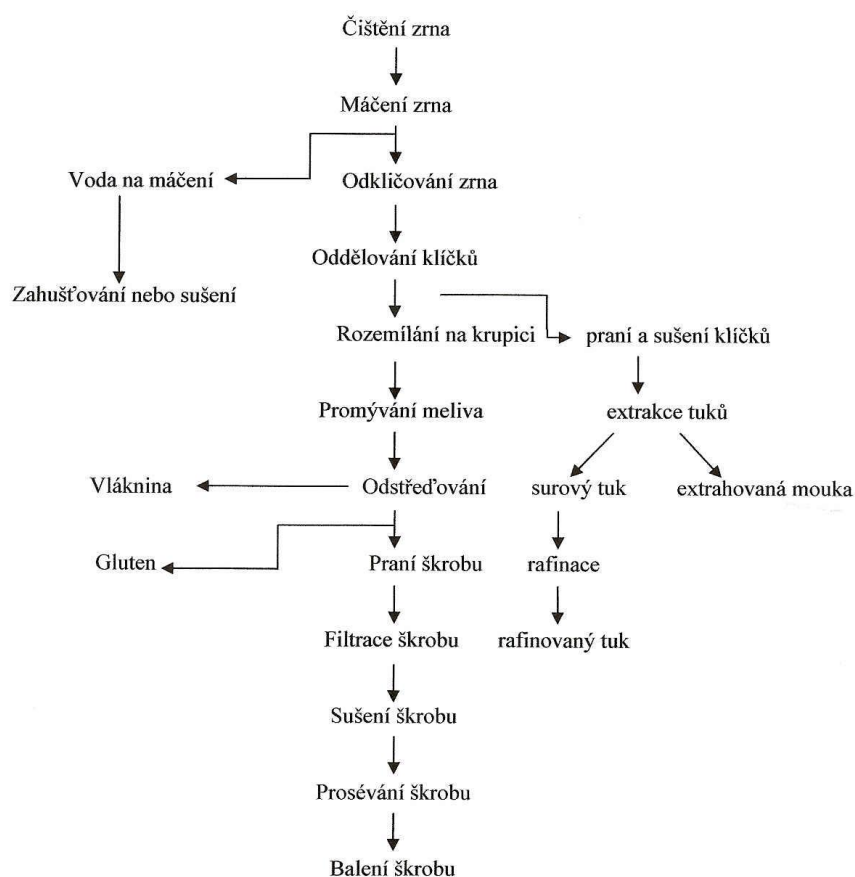 Čištění zrna
Máčení zrna
Voda na máčení
Odkličování zrna
Oddělování klíčků
Zahušťování nebo sušení
Rozemílání na krupici
praní a sušení klíčků
Promývání meliva
extrakce tuků
Vláknina
Odstřeďování
surový tuk
extrahovaná mouka
Gluten
Praní škrobu
rafinace
Filtrace škrobu
rafinovaný tuk
Sušení škrobu
Prosévání škrobu
Balení škrobu